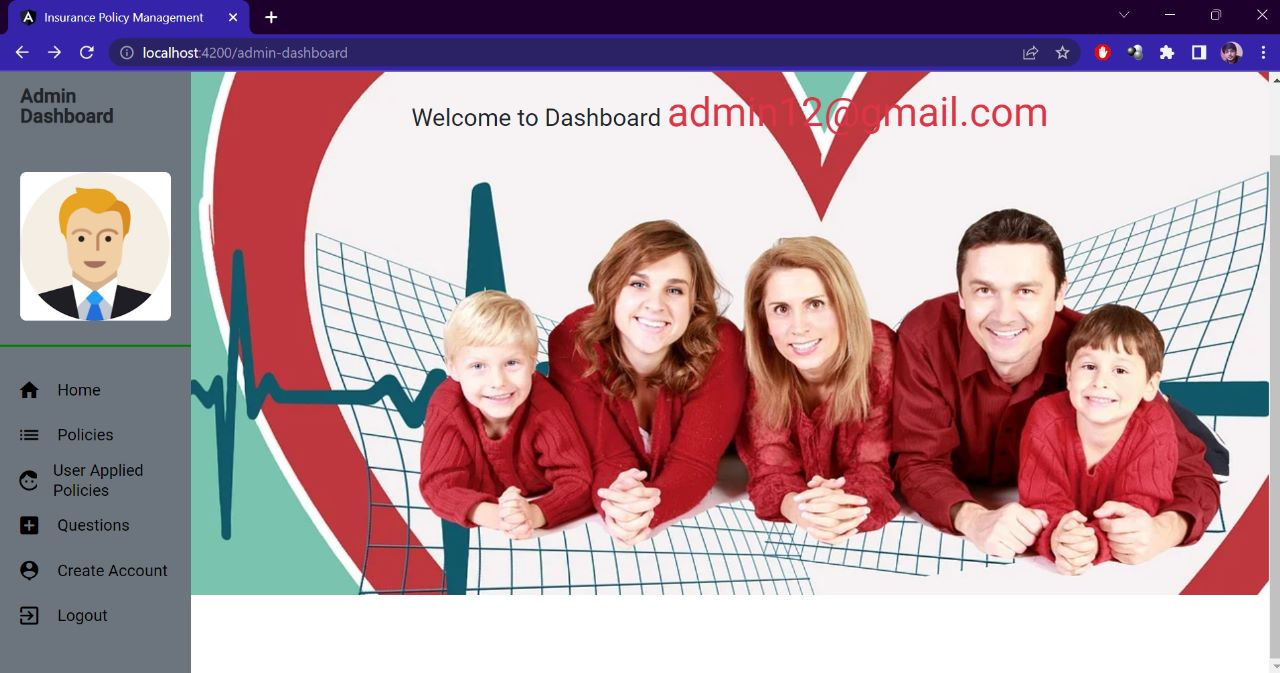 Insurance Policy Management
localhost:4200/admin-dashboard
Admin
Dashboard
Welcome to Dashboard admin12@gmail.com
Home
Policies
User Applied
Policies
Questions
Create Account
Logout